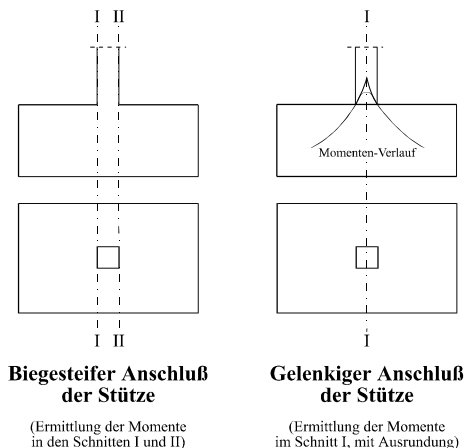 I II
I
Momenten-Verlauf
I II
I
Biegesteifer Anschluß
der Stütze
(Ermittlung der Momente
in den Schnitten I und II)
Gelenkiger Anschluß
der Stütze
(Ermittlung der Momente
im Schnitt I, mit Ausrundung)